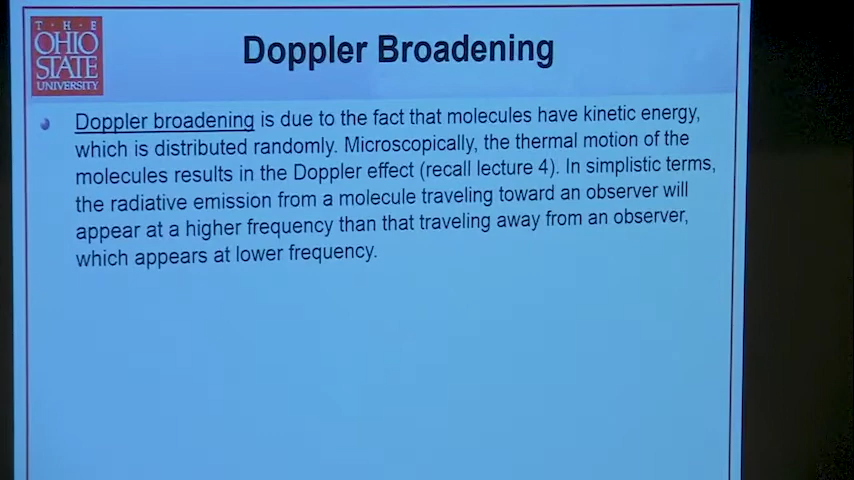 T · H · E
OHIO
STATE
UNIVERSITY
Doppler Broadening
Doppler broadening is due to the fact that molecules have kinetic energy,
which is distributed randomly. Microscopically, the thermal motion of the
molecules results in the Doppler effect (recall lecture 4). In simplistic terms,
the radiative emission from a molecule traveling toward an observer will
appear at a higher frequency than that traveling away from an observer,
which appears at lower frequency.